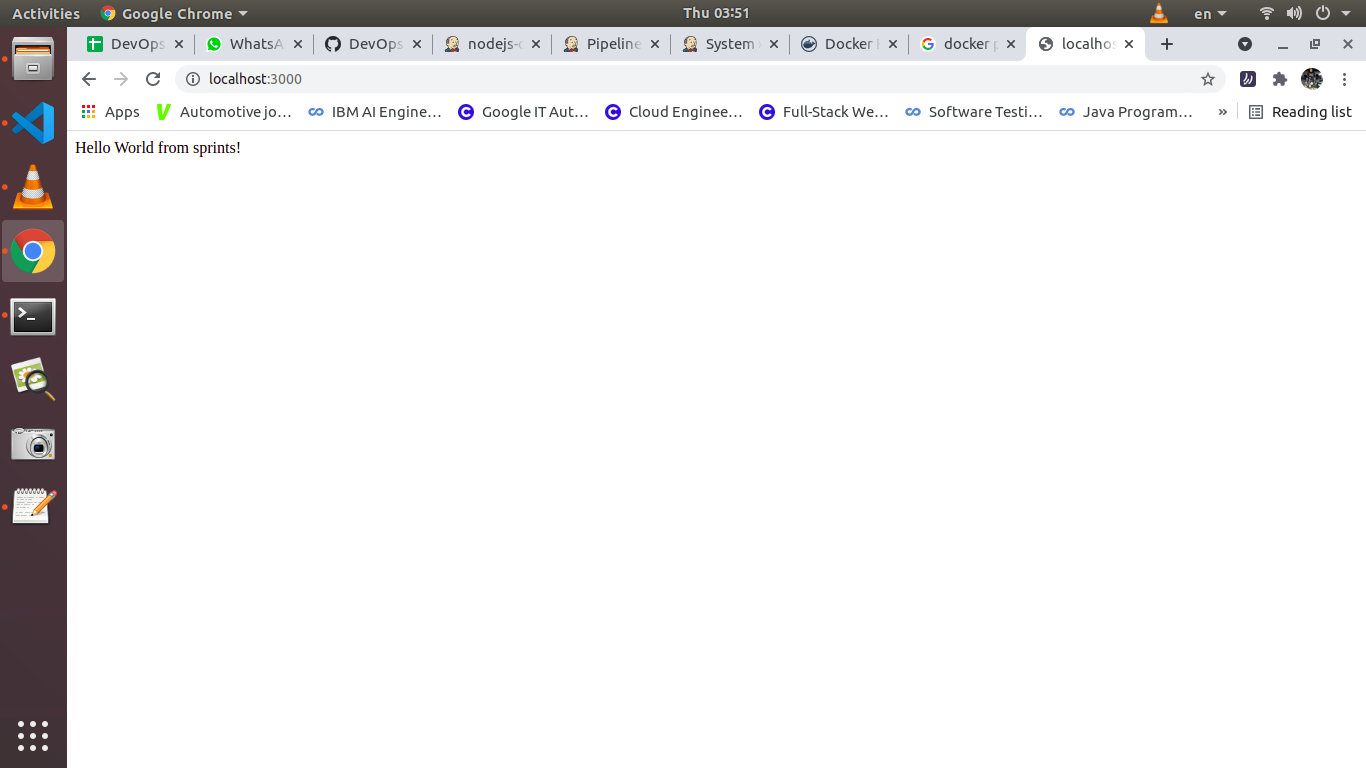 Activities Google Chrome Thu 03:51 en
DevOps WhatsA DevOps nodejs- Pipeline System Docker docker localhos
localhost:3000
Apps Automotive jo... IBM AI Engine... Google IT Aut... Cloud Enginee... Full-Stack We... Software Testi... Java Program... » Reading list
Hello World from sprints!